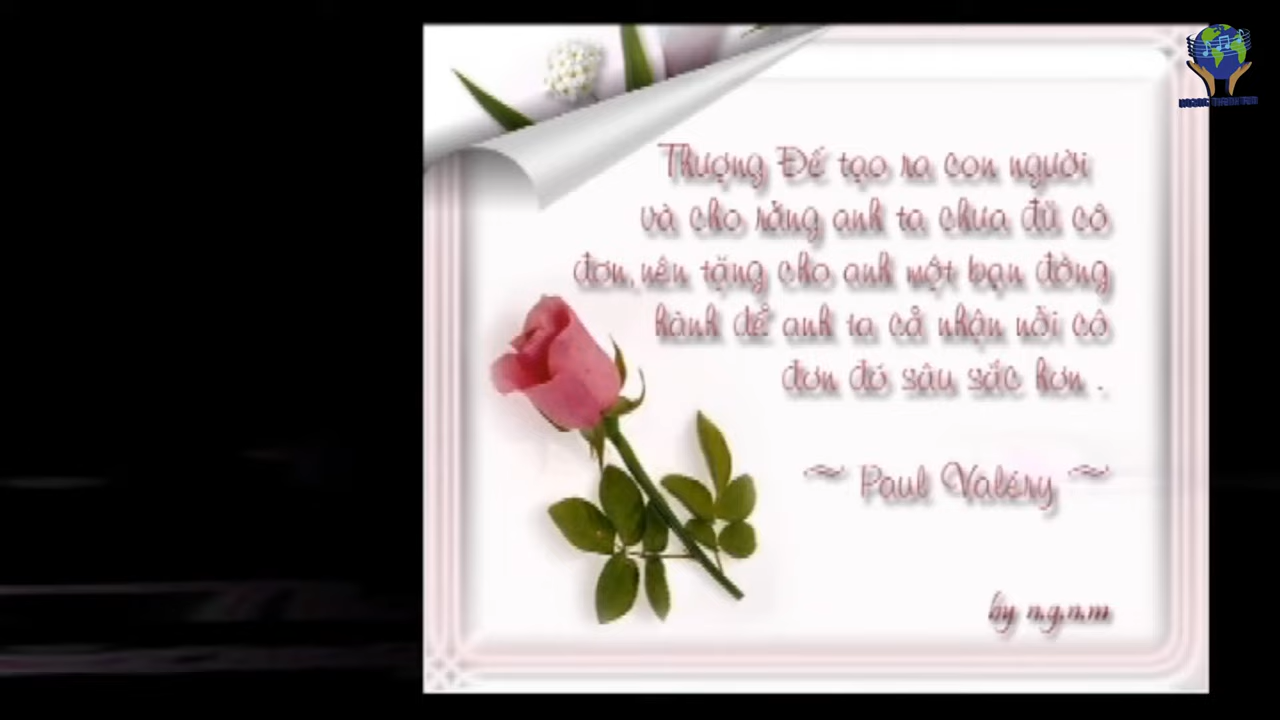 Thượng Đế tạo ra con người
và cho rằng anh ta chưa đủ cô
đơn, nên tặng cho anh một bạn đồng
hành để anh ta cả nhận nỗi cô
đơn đó sâu sắc hơn .
~ Paul Valéry ~
by n.g.n.m